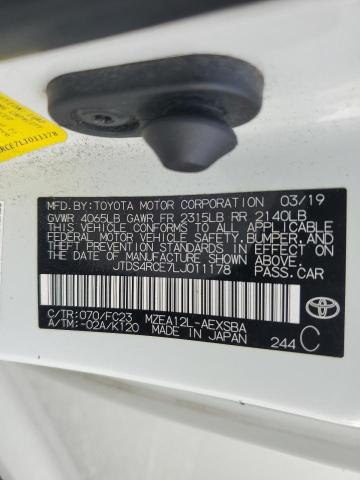 RCE7LJ011178
MFD.BY:TOYOTA MOTOR CORPORATION 03/19
GVWR 4065LB GAWR FR 2315LB RR 2140LB
THIS VEHICLE CONFORMS TO ALL APPLICABLE
FEDERAL MOTOR VEHICLE SAFETY, BUMPER, AND
THEFT PREVENTION STANDARDS IN EFFECT ON
THE DATE OF MANUFACTURE SHOWN ABOVE.
JTDS4RCE7LJ011178 PASS.CAR
C/TR:070/FC23 MZEA12L-AEXSBA
A/TM:-02A/K120 MADE IN JAPAN
244 C
TOYOTA